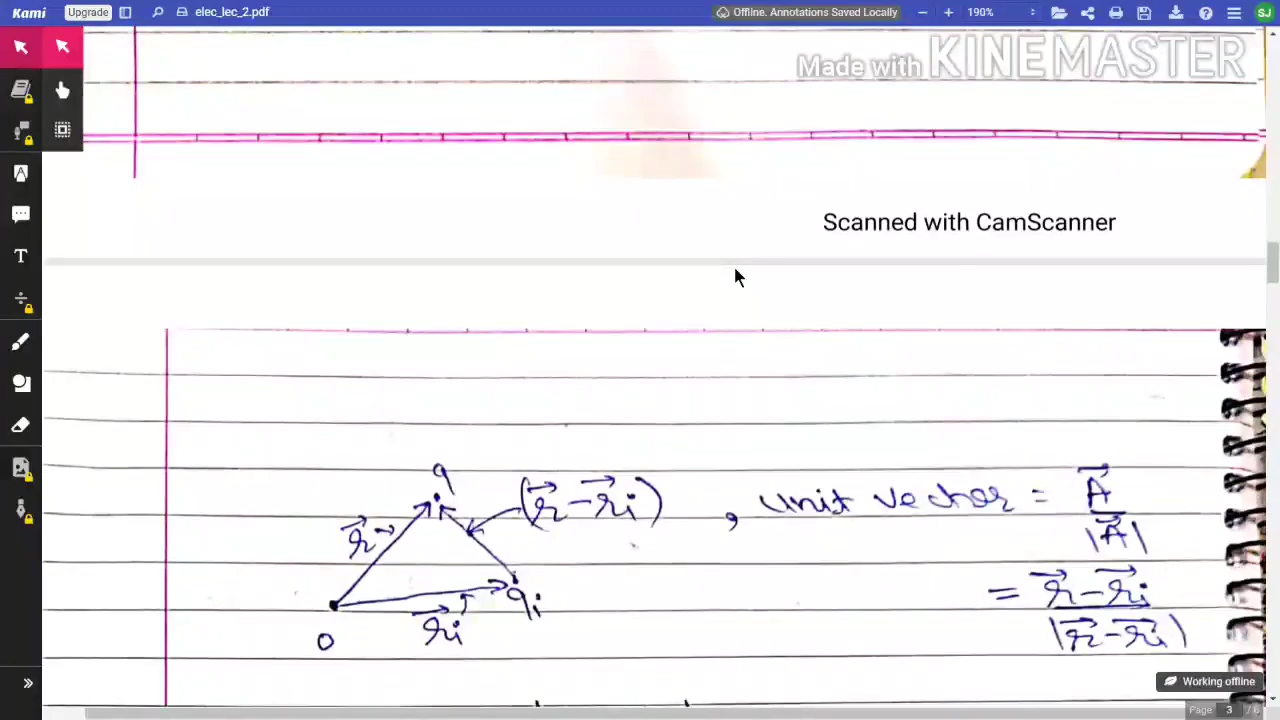 Kami Upgrade elec_lec_2.pdf Offline. Annotations Saved Locally 190% SJ
Made with KINEMASTER
Scanned with CamScanner
q
(r⃗ - r⃗i) , unit vector = A⃗ / |A⃗|
r⃗
= r⃗ - r⃗i / |r⃗ - r⃗i|
qi
r⃗i
o
Working offline
Page 3 / 6